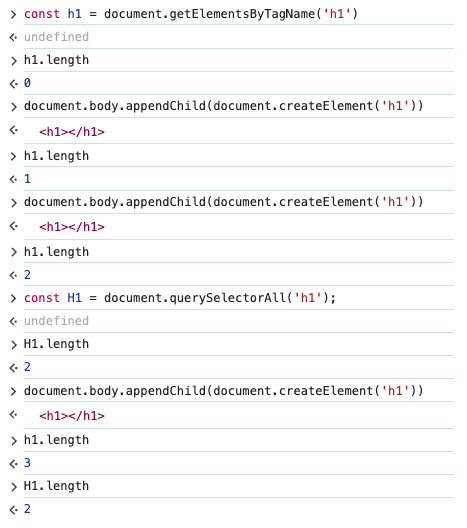 const h1 = document.getElementsByTagName('h1')
undefined
h1.length
0
document.body.appendChild(document.createElement('h1'))
<h1></h1>
h1.length
1
document.body.appendChild(document.createElement('h1'))
<h1></h1>
h1.length
2
const H1 = document.querySelectorAll('h1');
undefined
H1.length
2
document.body.appendChild(document.createElement('h1'))
<h1></h1>
h1.length
3
H1.length
2